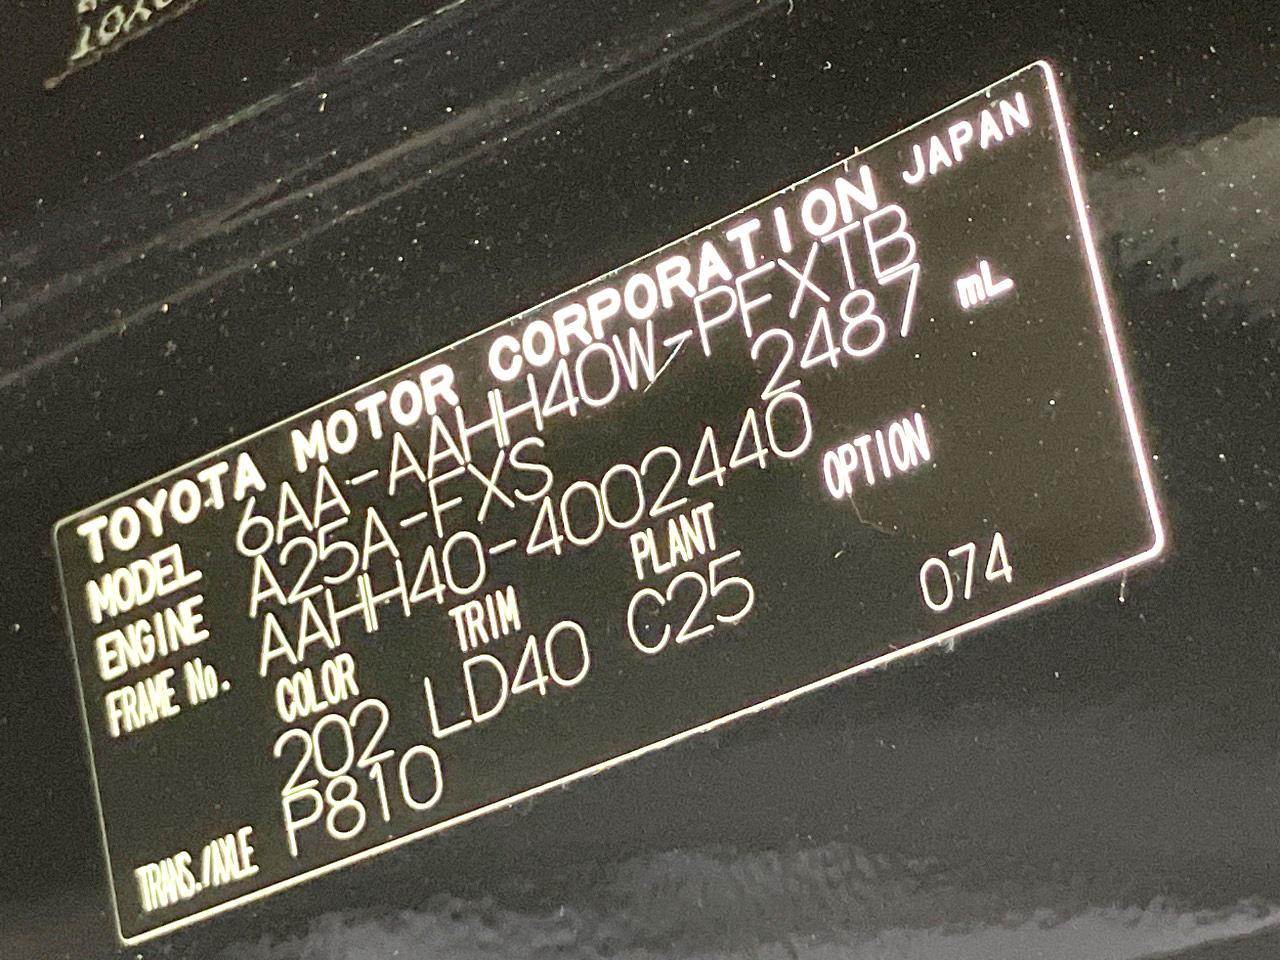 TOYOTA MOTOR CORPORATION JAPAN
MODEL 6AA-AAHH40W-PFXTB
ENGINE A25A-FXS 2487 mL
FRAME No. AAHH40-4002440
COLOR TRIM PLANT OPTION
202 LD40 C25 074
TRANS./AXLE P810